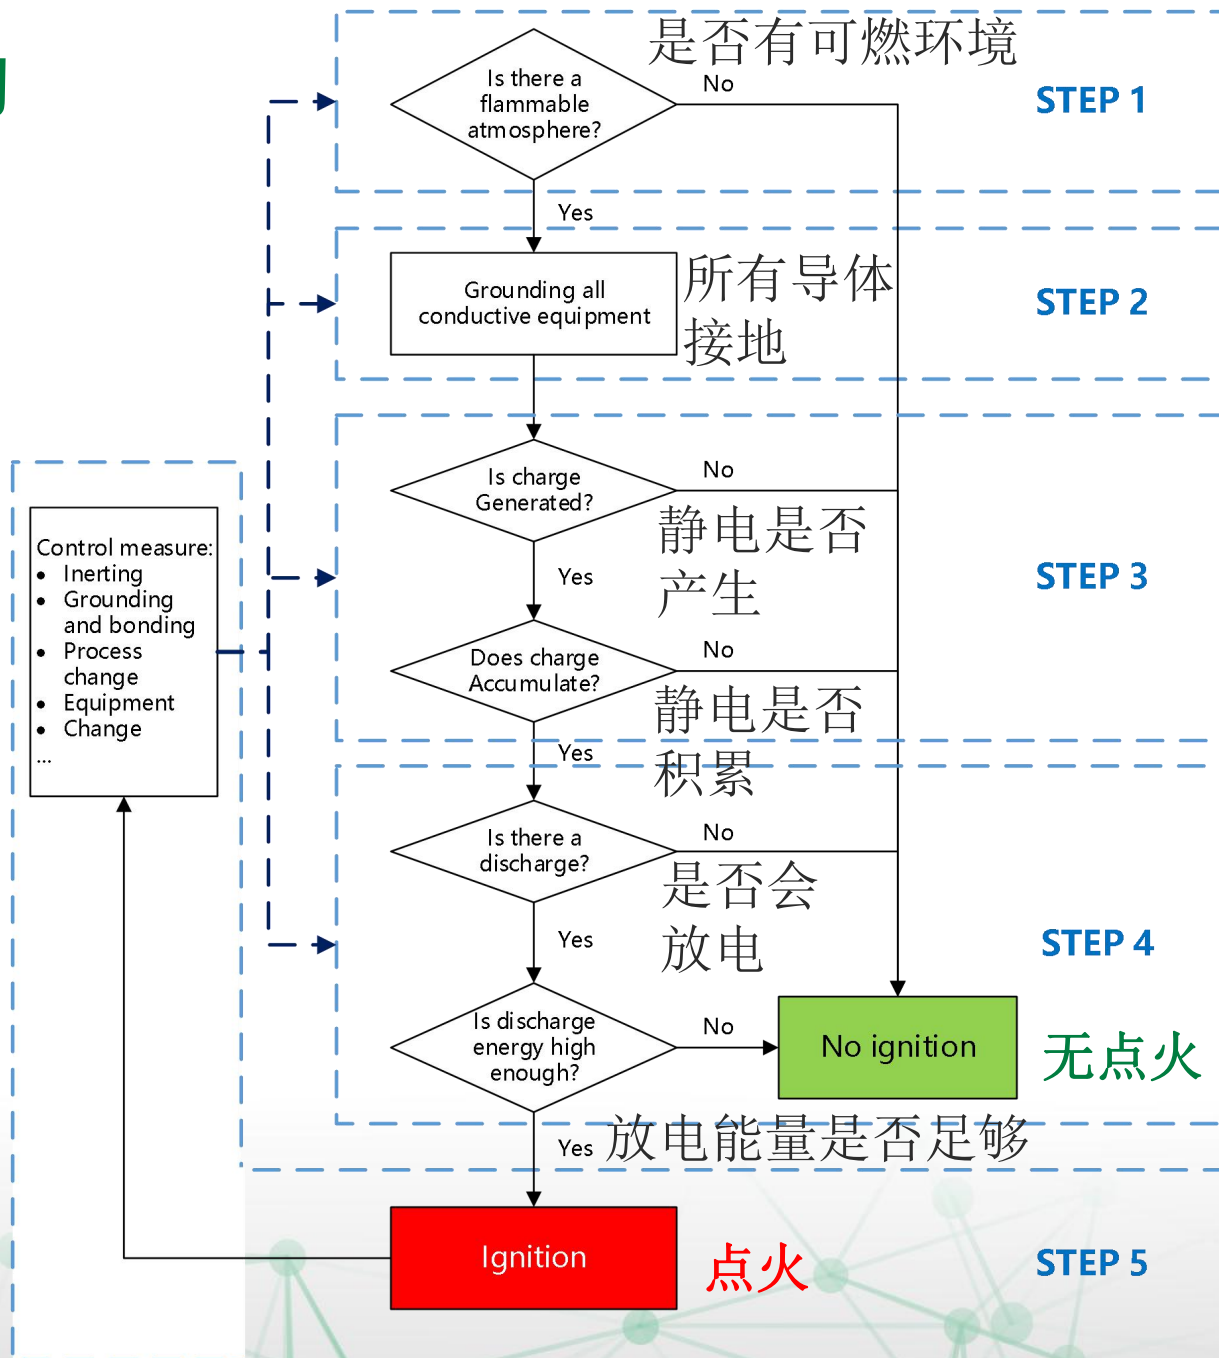 是否有可燃环境
Is there a
flammable
atmosphere?
No
STEP 1
Yes
Grounding all
conductive equipment
所有导体
接地
STEP 2
Is charge
Generated?
No
静电是否
产生
STEP 3
Yes
Does charge
Accumulate?
No
静电是否
积累
Yes
Control measure:
• Inerting
• Grounding
and bonding
• Process
change
• Equipment
• Change
...
Is there a
discharge?
No
是否会
放电
STEP 4
Yes
Is discharge
energy high
enough?
No
No ignition
无点火
Yes
放电能量是否足够
Ignition
点火
STEP 5